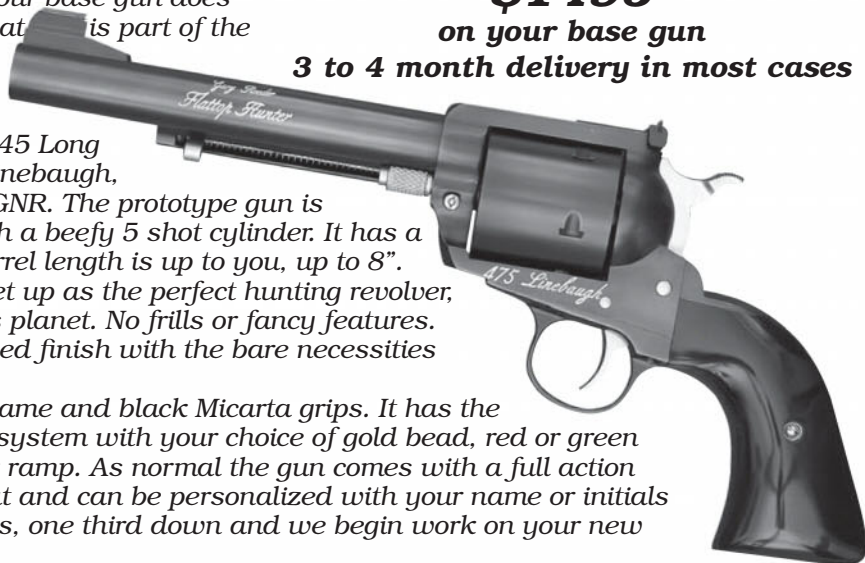 our base gun does
is part of the
on your base gun
3 to 4 month delivery in most cases
Gary Reeder
Flattop Hunter
45 Long
nebaugh,
GNR. The prototype gun is
h a beefy 5 shot cylinder. It has a
rrel length is up to you, up to 8”.
et up as the perfect hunting revolver,
s planet. No frills or fancy features.
ed finish with the bare necessities
475 Linebaugh
ame and black Micarta grips. It has the
system with your choice of gold bead, red or green
ramp. As normal the gun comes with a full action
t and can be personalized with your name or initials
s, one third down and we begin work on your new